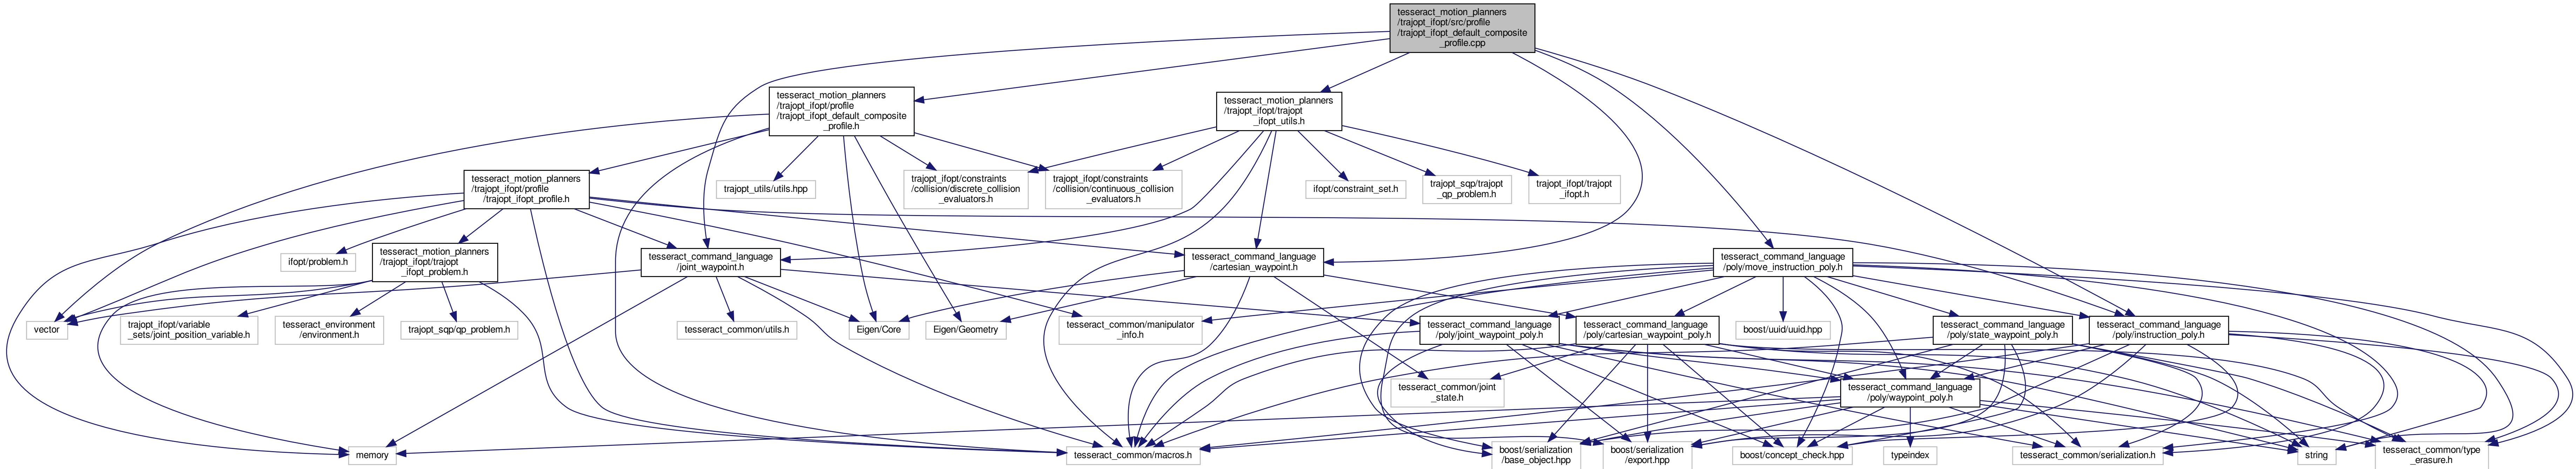 tesseract_motion_planners
/trajopt_ifopt/src/profile
/trajopt_ifopt_default_composite
_profile.cpp
tesseract_motion_planners
/trajopt_ifopt/profile
/trajopt_ifopt_default_composite
_profile.h
tesseract_motion_planners
/trajopt_ifopt/trajopt
_ifopt_utils.h
tesseract_motion_planners
/trajopt_ifopt/profile
/trajopt_ifopt_profile.h
trajopt_utils/utils.hpp
trajopt_ifopt/constraints
/collision/discrete_collision
_evaluators.h
trajopt_ifopt/constraints
/collision/continuous_collision
_evaluators.h
ifopt/constraint_set.h
trajopt_sqp/trajopt
_qp_problem.h
trajopt_ifopt/trajopt
_ifopt.h
ifopt/problem.h
tesseract_motion_planners
/trajopt_ifopt/trajopt
_ifopt_problem.h
tesseract_command_language
/joint_waypoint.h
tesseract_command_language
/cartesian_waypoint.h
tesseract_command_language
/poly/move_instruction_poly.h
vector
trajopt_ifopt/variable
_sets/joint_position_variable.h
tesseract_environment
/environment.h
trajopt_sqp/qp_problem.h
tesseract_common/utils.h
Eigen/Core
Eigen/Geometry
tesseract_common/manipulator
_info.h
tesseract_command_language
/poly/joint_waypoint_poly.h
tesseract_command_language
/poly/cartesian_waypoint_poly.h
boost/uuid/uuid.hpp
tesseract_command_language
/poly/state_waypoint_poly.h
tesseract_command_language
/poly/instruction_poly.h
tesseract_common/joint
_state.h
tesseract_command_language
/poly/waypoint_poly.h
memory
tesseract_common/macros.h
boost/serialization
/base_object.hpp
boost/serialization
/export.hpp
boost/concept_check.hpp
typeindex
tesseract_common/serialization.h
string
tesseract_common/type
_erasure.h